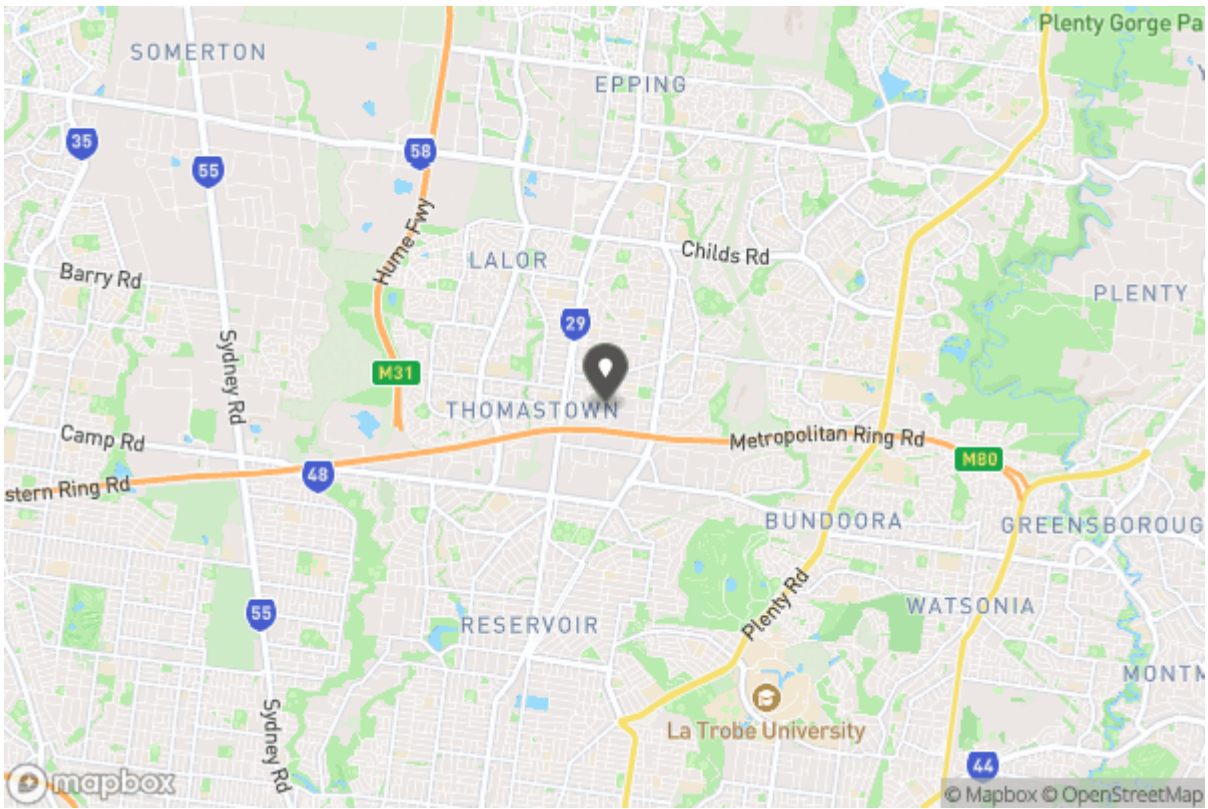 Plenty Gorge Pa
SOMERTON
EPPING
Y
35
58
55
Hume Fwy
LALOR
Childs Rd
Barry Rd
PLENTY
29
Sydney Rd
M31
THOMASTOWN
Camp Rd
Metropolitan Ring Rd
M80
48
stern Ring Rd
BUNDOORA
GREENSBOROUG
Plenty Rd
WATSONIA
55
RESERVOIR
MONTM
Sydney Rd
La Trobe University
44
mapbox
© Mapbox © OpenStreetMap